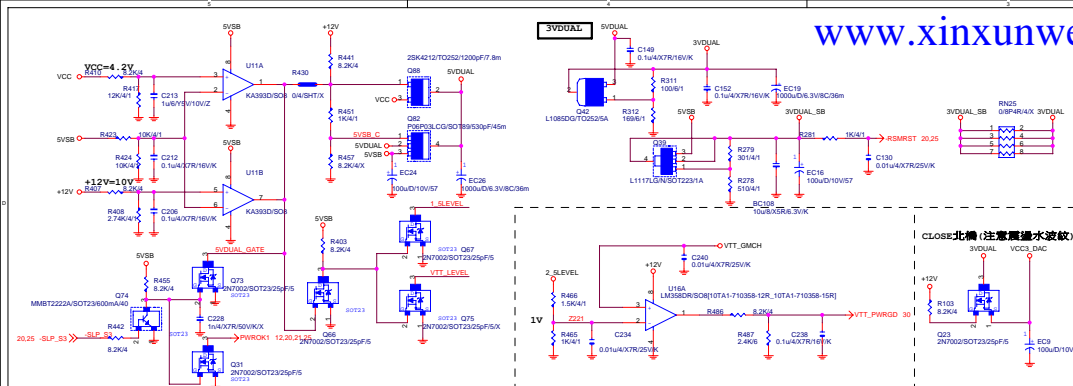 5
4
3
www.xinxunwe
3VDUAL
5VSB
+12V
5VDUAL
3VDUAL
VCC=4.2V
VCC
R410
8.2K/4
R417
12K/4/1
C213
1u/6/Y5V/10V/Z
U11A
KA393D/SO8
R430
0/4/SHT/X
R441
8.2K/4
R451
1K/4/1
2SK4212/TO252/1200pF/7.8m
Q88
VCC
5VDUAL
Q82
P06P03LCG/SOT89/530pF/45m
5VSB_C
5VDUAL
5VSB
R457
8.2K/4/X
EC24
100u/D/10V/57
EC26
1000u/D/6.3V/8C/36m
C149
0.1u/4/X7R/16V/K
Q42
L1085DG/TO252/5A
R311
100/6/1
R312
169/6/1
C152
0.1u/4/X7R/16V/K
EC19
1000u/D/6.3V/8C/36m
5VSB
R423
10K/4/1
R424
10K/4/1
C212
0.1u/4/X7R/16V/K
+12V=10V
+12V
R407
8.2K/4
R408
2.74K/4/1
C206
0.1u/4/X7R/16V/K
U11B
KA393D/SO8
5VSB
3VDUAL_SB
Q39
L1117LG/N/SOT223/1A
R279
301/4/1
R278
510/4/1
BC108
10u/8/X5R/6.3V/K
EC16
100u/D/10V/57
R281
1K/4/1
-RSMRST 20,25
C130
0.01u/4/X7R/25V/K
3VDUAL_SB
RN25
0/8P4R/4/X
3VDUAL
5VDUAL_GATE
5VSB
R455
8.2K/4
Q74
MMBT2222A/SOT23/600mA/40
SOT23
20,25 -SLP_S3
-SLP_S3
R442
8.2K/4
Q73
2N7002/SOT23/25pF/5
SOT23
C228
1n/4/X7R/50V/K/X
PWROK1 12,20,21,32
Q31
2N7002/SOT23/25pF/5
SOT23
5VSB
R403
8.2K/4
Q66
2N7002/SOT23/25pF/5
1_5LEVEL
Q67
2N7002/SOT23/25pF/5
SOT23
VTT_LEVEL
Q75
2N7002/SOT23/25pF/5/X
SOT23
2_5LEVEL
R466
1.5K/4/1
1V
Z221
R465
1K/4/1
C234
0.01u/4/X7R/25V/K
VTT_GMCH
C240
0.01u/4/X7R/25V/K
+12V
U16A
LM358DR/SO8[10TA1-710358-12R_10TA1-710358-15R]
R486
8.2K/4
R487
2.4K/6
C238
0.1u/4/X7R/16V/K
VTT_PWRGD 30
CLOSE北橋(注意震盪水波紋)
3VDUAL
VCC3_DAC
+12V
R103
8.2K/4
Q23
2N7002/SOT23/25pF/5
EC9
100u/D/10V